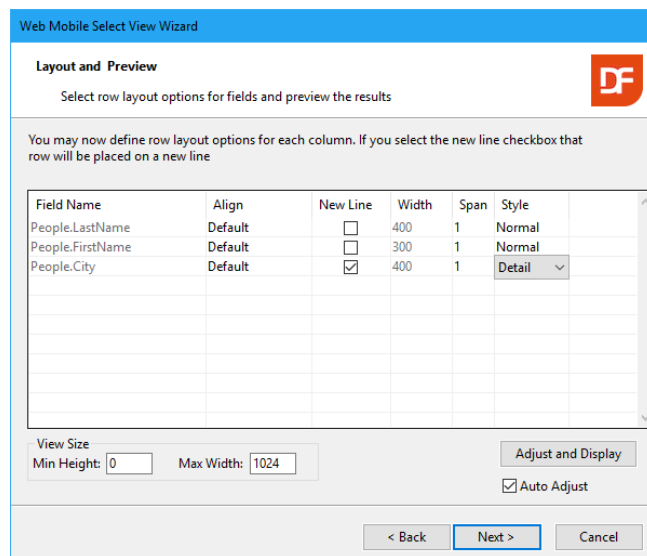 Web Mobile Select View Wizard
Layout and Preview
DF
Select row layout options for fields and preview the results
You may now define row layout options for each column. If you select the new line checkbox that
row will be placed on a new line
Field Name Align New Line Width Span Style
People.LastName Default 400 1 Normal
People.FirstName Default 300 1 Normal
People.City Default 400 1 Detail
View Size
Min Height: 0 Max Width: 1024
Adjust and Display
Auto Adjust
< Back Next > Cancel